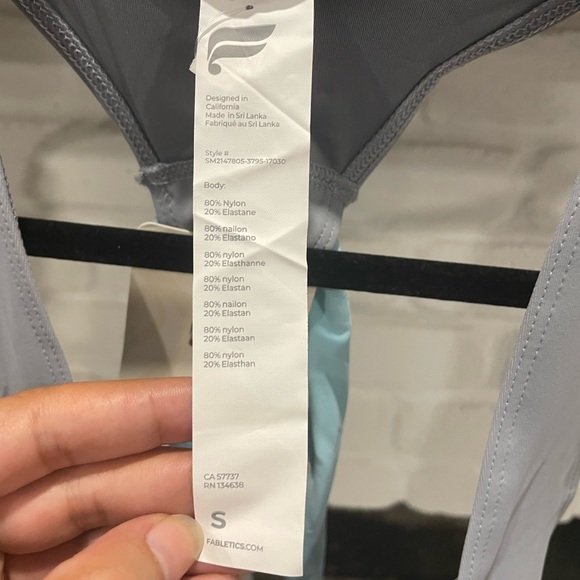 Designed in
California
Made in Sri Lanka
Fabriqué au Sri Lanka
Style #
SM2147805-3795-17030
Body:
80% Nylon
20% Elastane
80% nailon
20% Elastano
80% nylon
20% Elasthanne
80% nylon
20% Elastan
80% nailon
20% Elastan
80% nylon
20% Elastaan
80% nylon
20% Elasthan
CA 57737
RN 134638
S
FABLETICS.COM